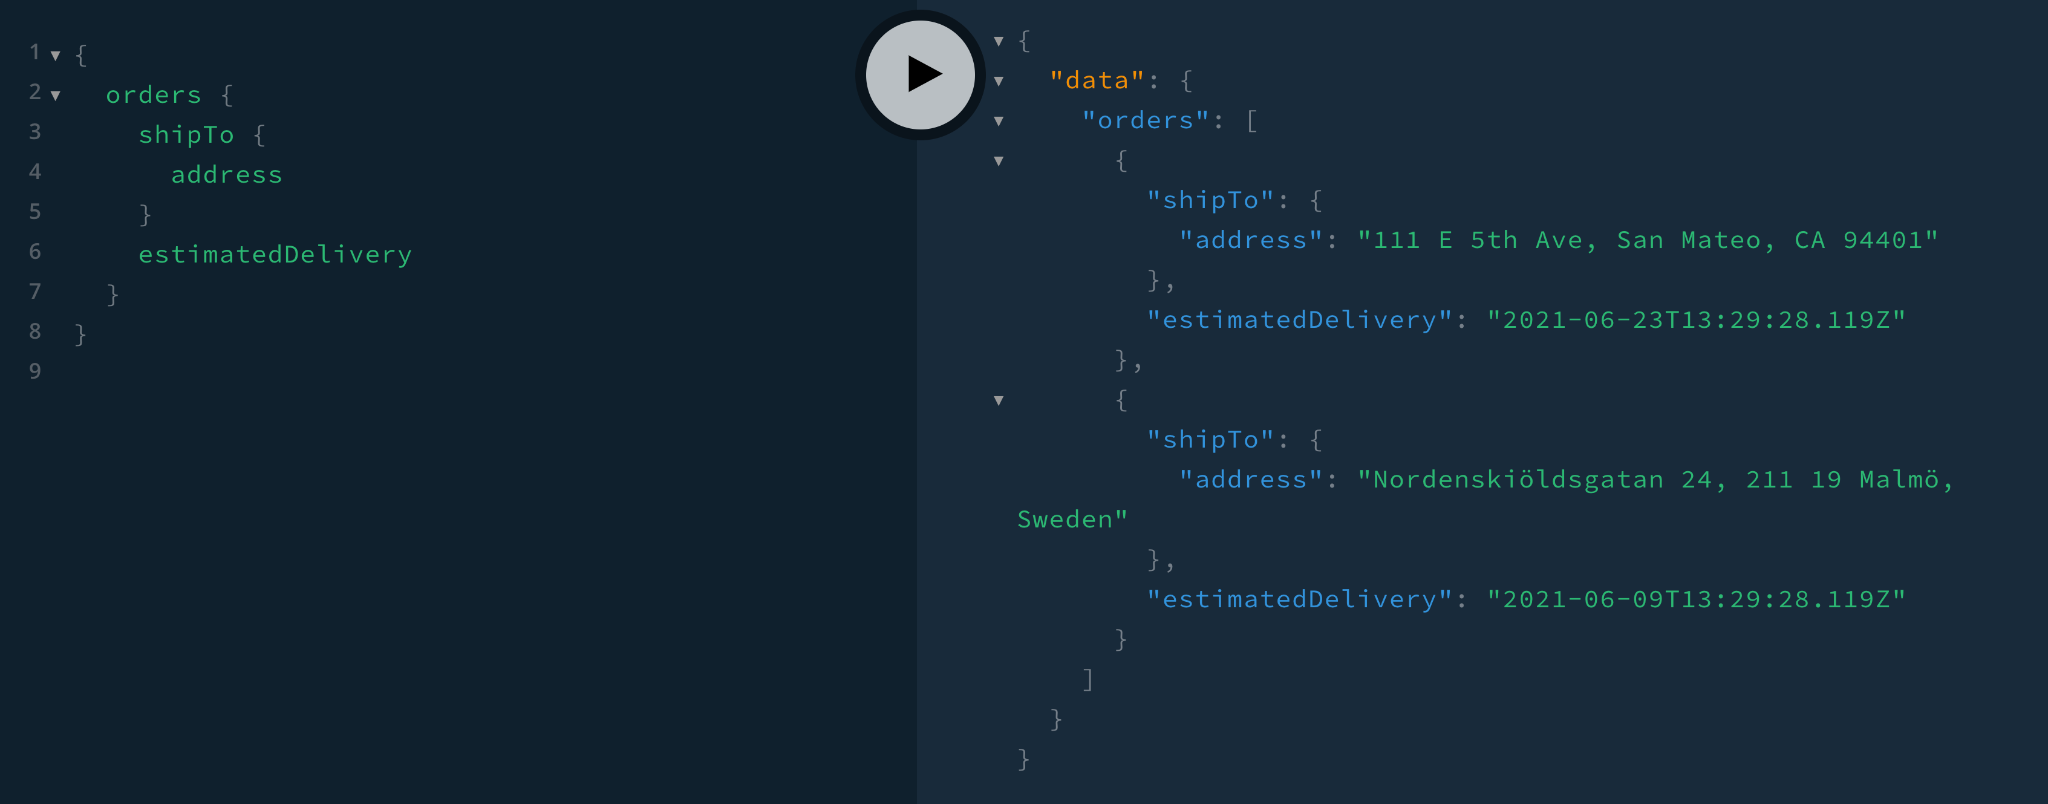 1 {
2 orders {
3 shipTo {
4 address
5 }
6 estimatedDelivery
7 }
8 }
9
{
"data": {
"orders": [
{
"shipTo": {
"address": "111 E 5th Ave, San Mateo, CA 94401"
},
"estimatedDelivery": "2021-06-23T13:29:28.119Z"
},
{
"shipTo": {
"address": "Nordenskiöldsgatan 24, 211 19 Malmö,
Sweden"
},
"estimatedDelivery": "2021-06-09T13:29:28.119Z"
}
]
}
}